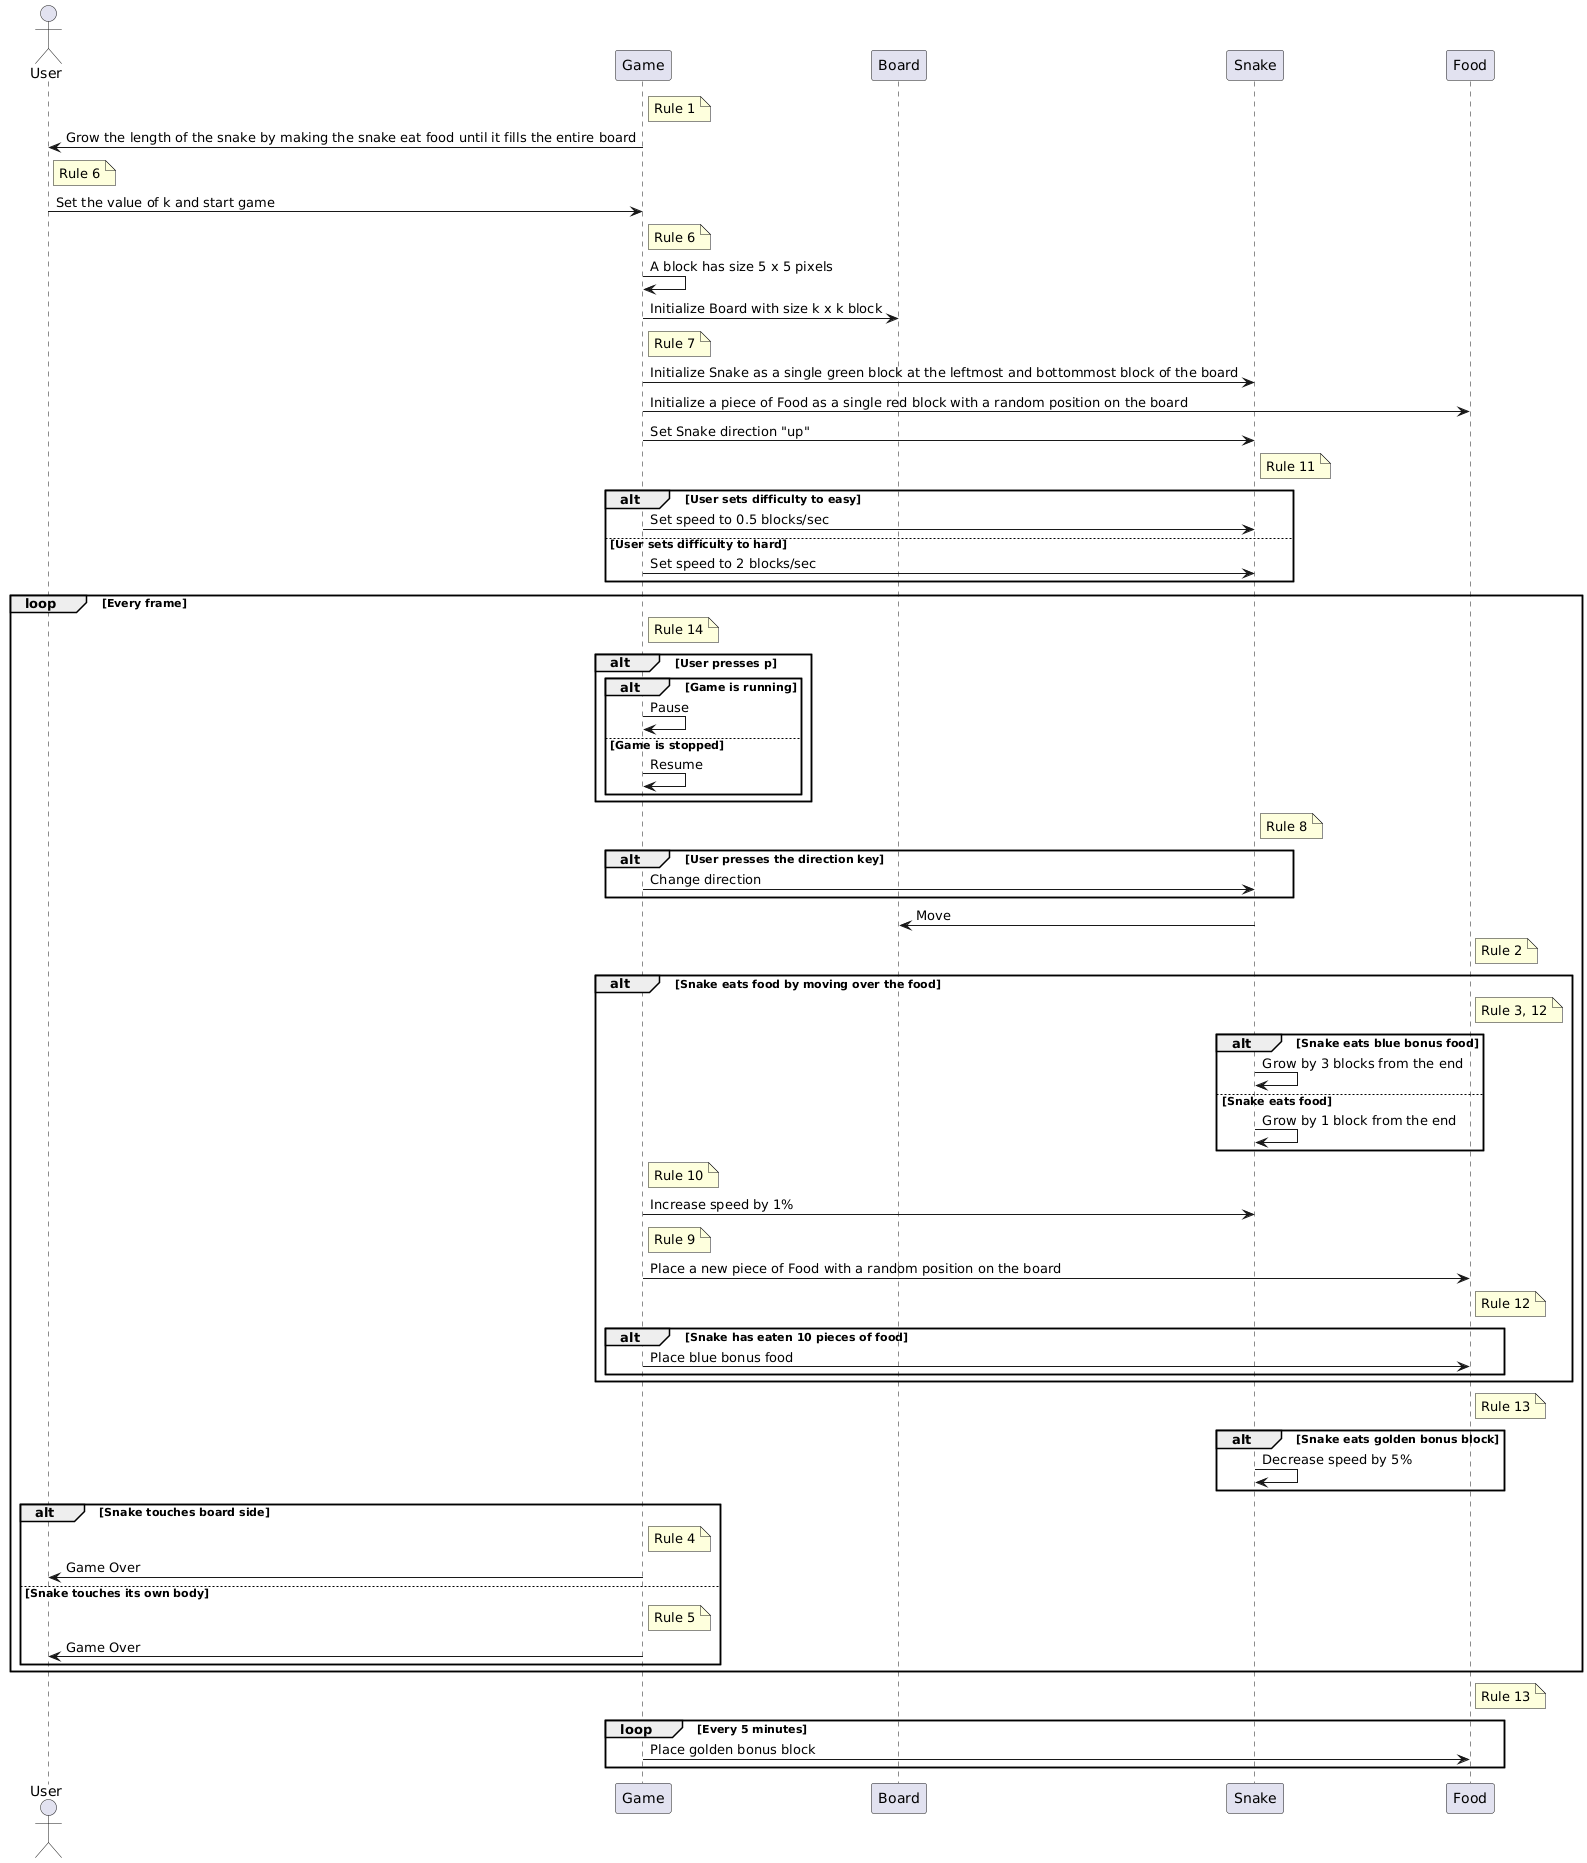 User
Game
Board
Snake
Food
Rule 1
Grow the length of the snake by making the snake eat food until it fills the entire board
Rule 6
Set the value of k and start game
Rule 6
A block has size 5 x 5 pixels
Initialize Board with size k x k block
Rule 7
Initialize Snake as a single green block at the leftmost and bottommost block of the board
Initialize a piece of Food as a single red block with a random position on the board
Set Snake direction "up"
Rule 11
alt [User sets difficulty to easy]
Set speed to 0.5 blocks/sec
[User sets difficulty to hard]
Set speed to 2 blocks/sec
loop [Every frame]
Rule 14
alt [User presses p]
alt [Game is running]
Pause
[Game is stopped]
Resume
Rule 8
alt [User presses the direction key]
Change direction
Move
Rule 2
alt [Snake eats food by moving over the food]
Rule 3, 12
alt [Snake eats blue bonus food]
Grow by 3 blocks from the end
[Snake eats food]
Grow by 1 block from the end
Rule 10
Increase speed by 1%
Rule 9
Place a new piece of Food with a random position on the board
Rule 12
alt [Snake has eaten 10 pieces of food]
Place blue bonus food
Rule 13
alt [Snake eats golden bonus block]
Decrease speed by 5%
alt [Snake touches board side]
Rule 4
Game Over
[Snake touches its own body]
Rule 5
Game Over
Rule 13
loop [Every 5 minutes]
Place golden bonus block
User
Game
Board
Snake
Food